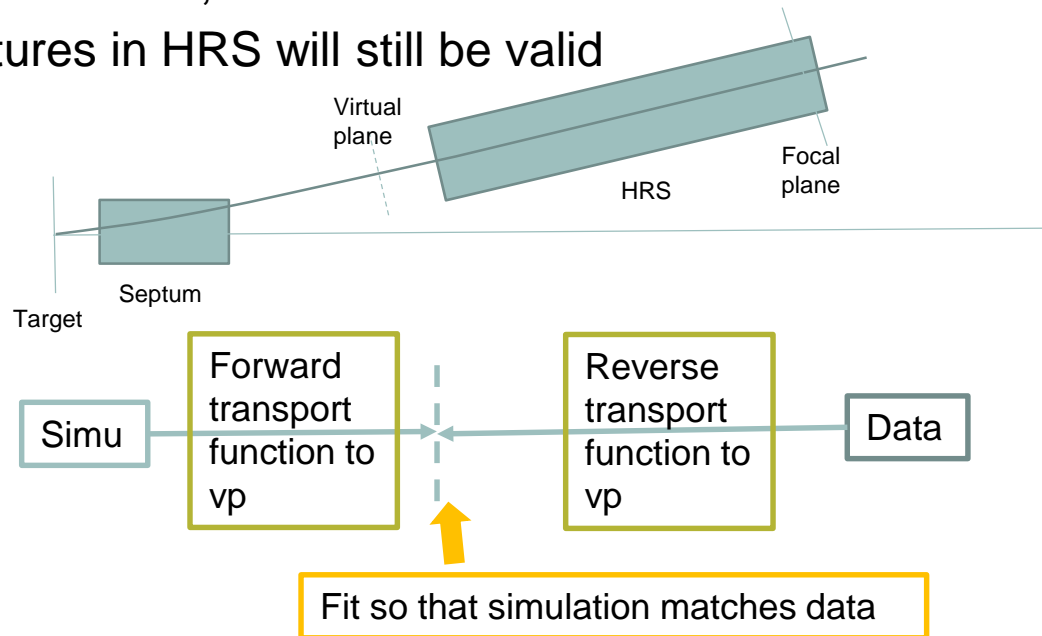 tures in HRS will still be valid
Virtual
plane
Focal
plane
HRS
Septum
Target
Forward
transport
function to
vp
Reverse
transport
function to
vp
Simu
Data
Fit so that simulation matches data